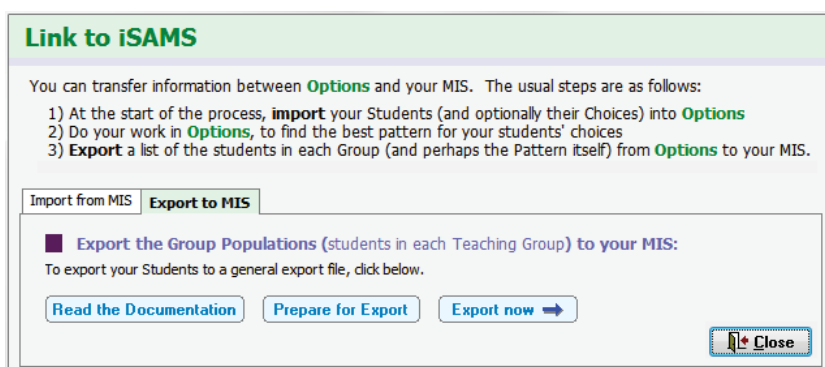 Link to iSAMS
You can transfer information between Options and your MIS. The usual steps are as follows:
1) At the start of the process, import your Students (and optionally their Choices) into Options
2) Do your work in Options, to find the best pattern for your students' choices
3) Export a list of the students in each Group (and perhaps the Pattern itself) from Options to your MIS.
Import from MIS Export to MIS
Export the Group Populations (students in each Teaching Group) to your MIS:
To export your Students to a general export file, click below.
Read the Documentation Prepare for Export Export now
Close